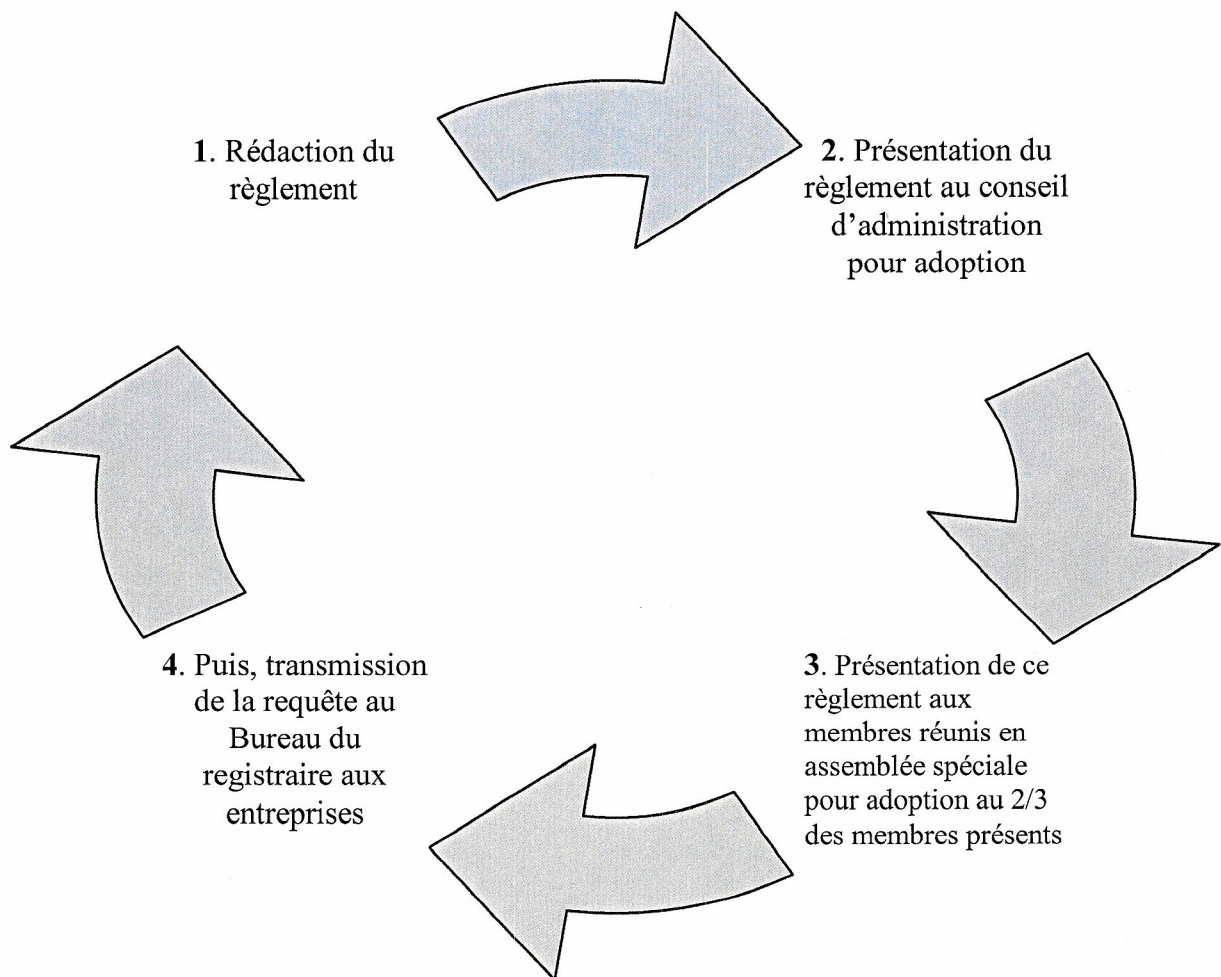 1. Rédaction du
règlement
2. Présentation du
règlement au conseil
d'administration
pour adoption
3. Présentation de ce
règlement aux
membres réunis en
assemblée spéciale
pour adoption au 2/3
des membres présents
4. Puis, transmission
de la requête au
Bureau du
registraire aux
entreprises